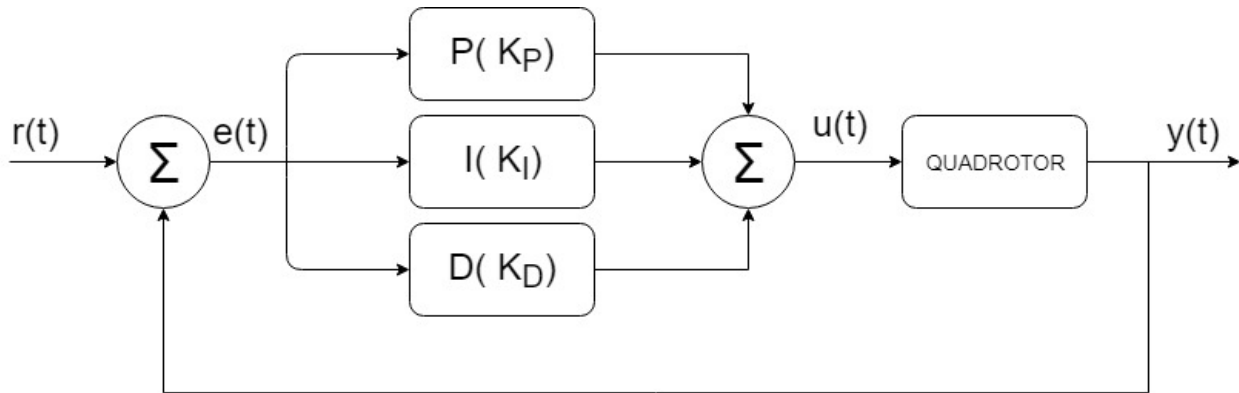 P( K_P)
r(t)
Σ
e(t)
I( K_I)
Σ
u(t)
QUADROTOR
y(t)
D( K_D)